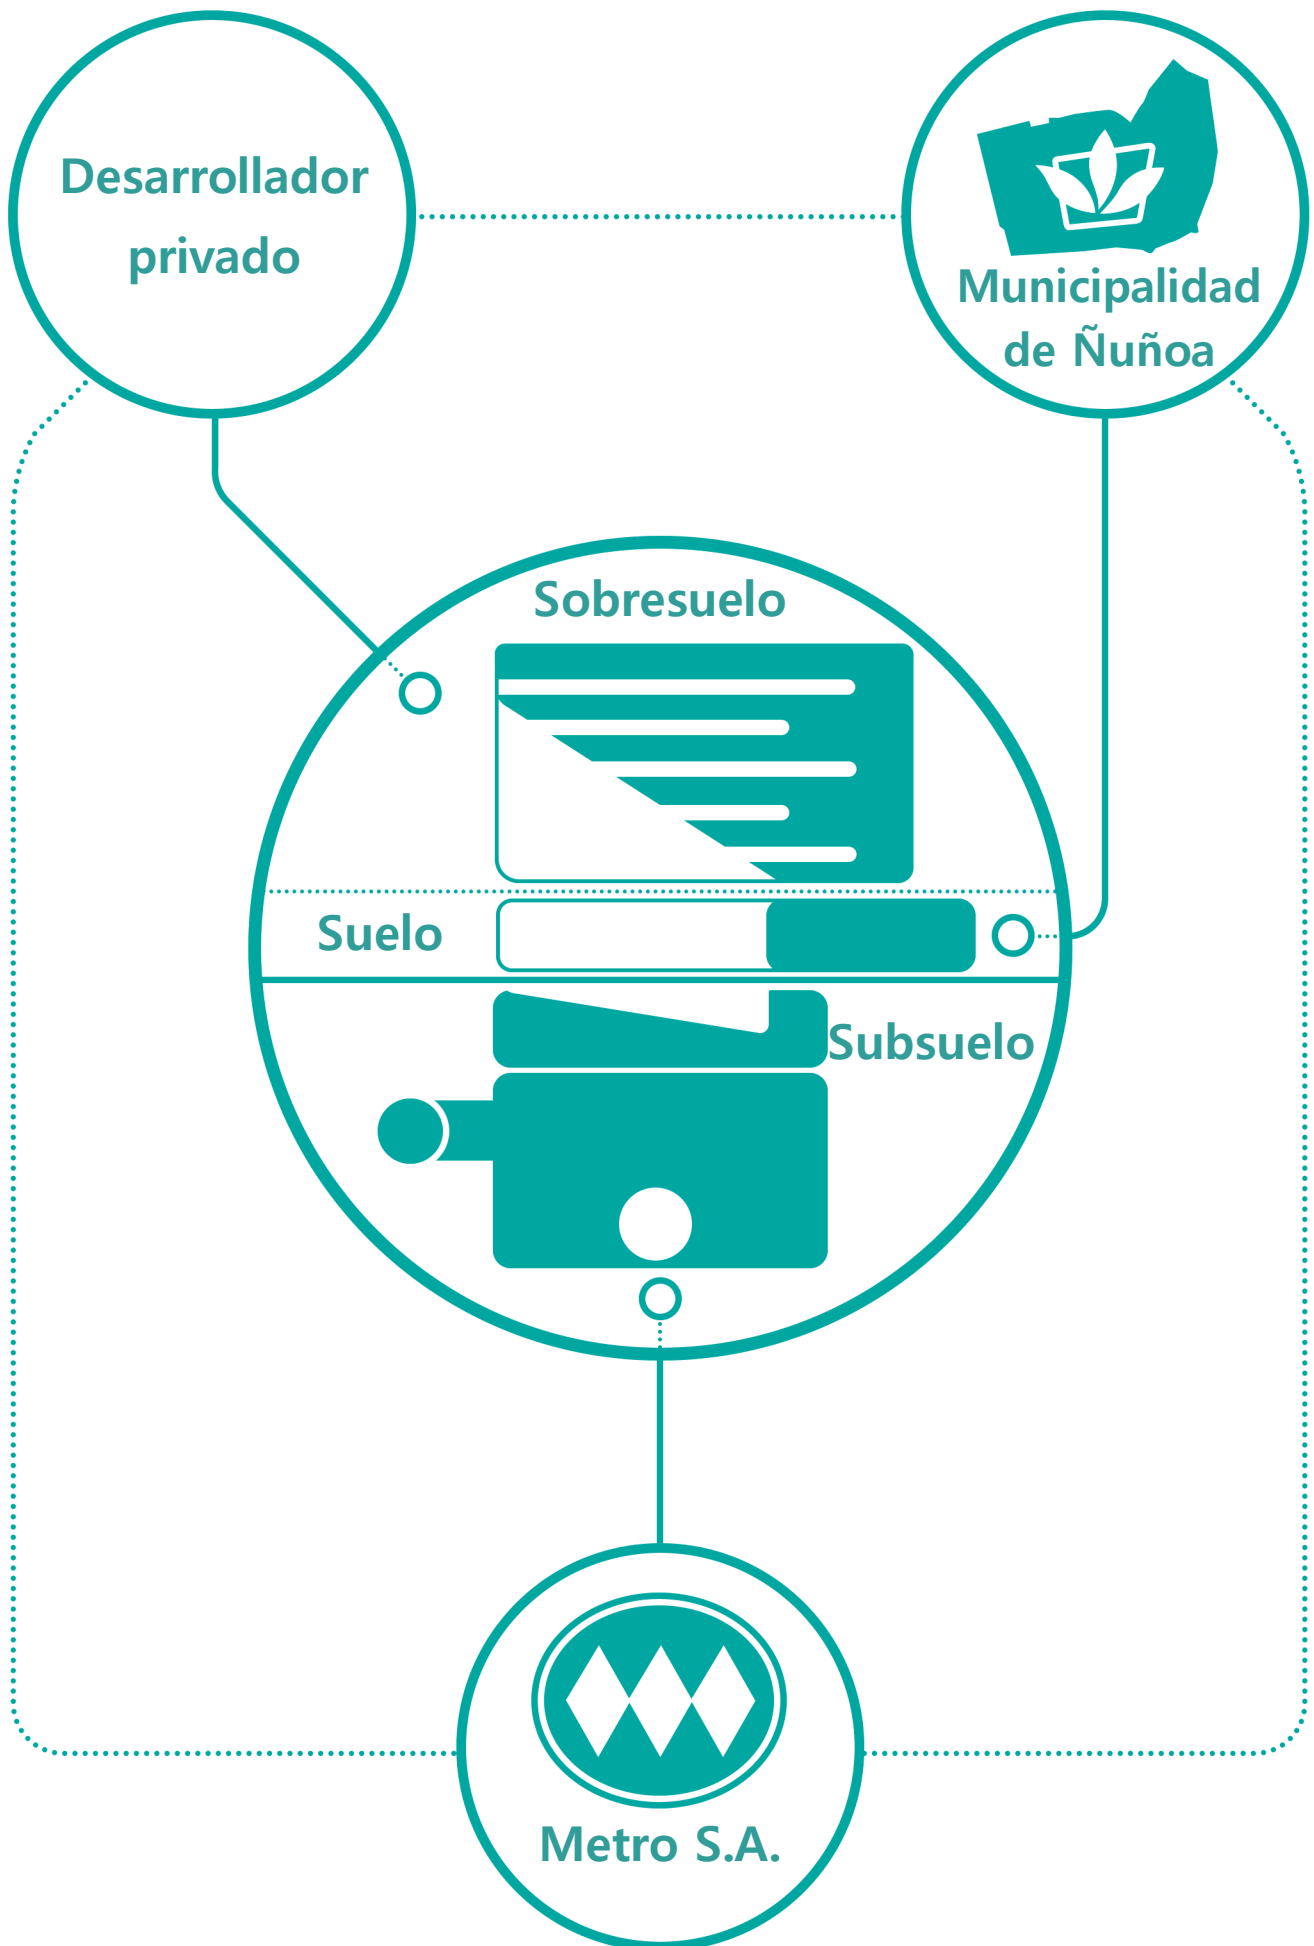 Desarrollador
privado
Municipalidad
de Ñuñoa
Sobresuelo
Suelo
Subsuelo
Metro S.A.